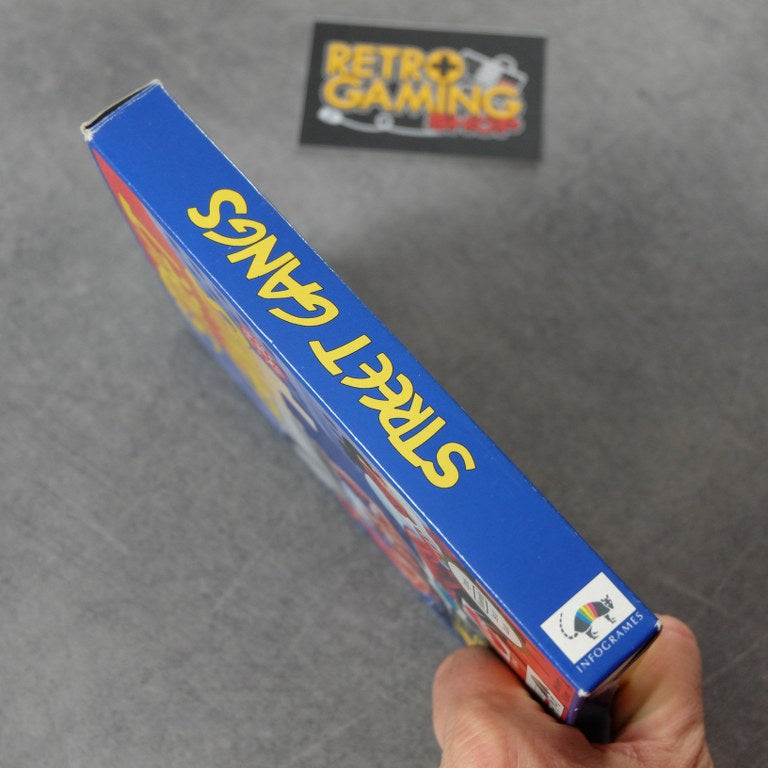 RETRO
GAMING
SHOP
STREET GANGS
INFOGRAMES